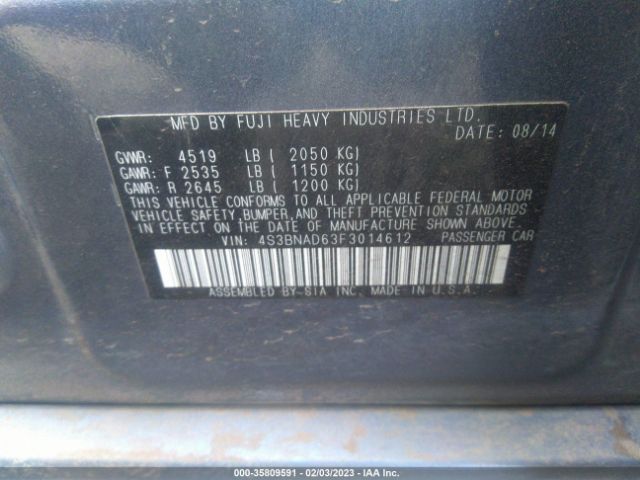 MFD BY FUJI HEAVY INDUSTRIES LTD.
DATE: 08/14
GVWR: 4519 LB ( 2050 KG)
GAWR: F 2535 LB ( 1150 KG)
GAWR: R 2645 LB ( 1200 KG)
THIS VEHICLE CONFORMS TO ALL APPLICABLE FEDERAL MOTOR
VEHICLE SAFETY, BUMPER, AND THEFT PREVENTION STANDARDS
IN EFFECT ON THE DATE OF MANUFACTURE SHOWN ABOVE.
VIN: 4S3BNAD63F3014612 PASSENGER CAR
ASSEMBLED BY-SIA INC. MADE IN U.S.A.
000-35809591 - 02/03/2023 - IAA Inc.